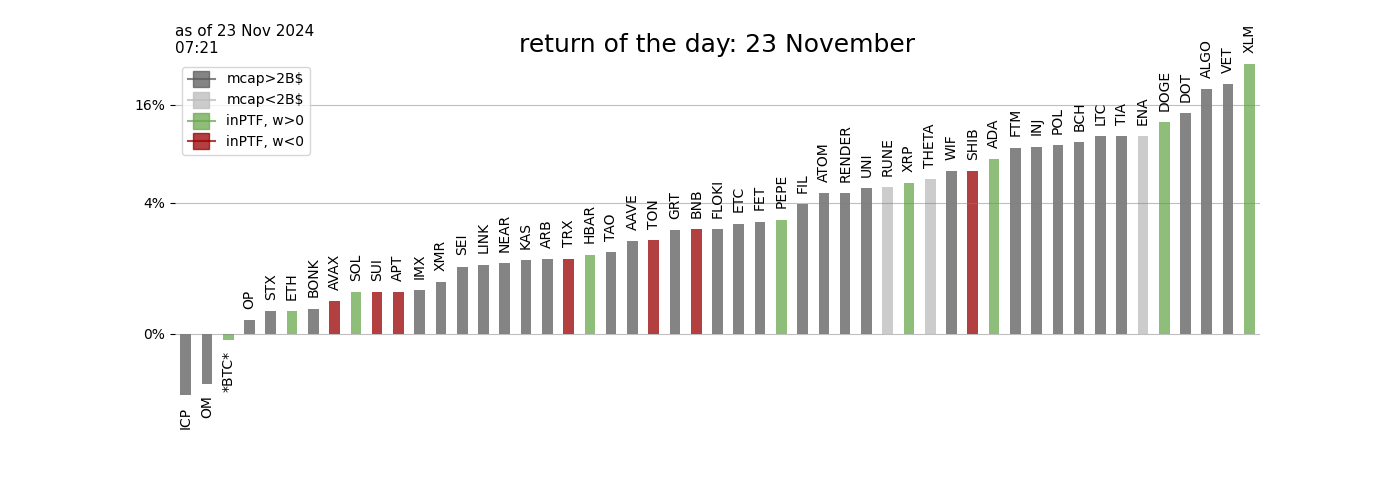 as of 23 Nov 2024
07:21
return of the day: 23 November
mcap>2B$
mcap<2B$
inPTF, w>0
inPTF, w<0
16%
4%
0%
ICP
OM
*BTC*
OP
STX
ETH
BONK
AVAX
SOL
SUI
APT
IMX
XMR
SEI
LINK
NEAR
KAS
ARB
TRX
HBAR
TAO
AAVE
TON
GRT
BNB
FLOKI
ETC
FET
PEPE
FIL
ATOM
RENDER
UNI
RUNE
XRP
THETA
WIF
SHIB
ADA
FTM
INJ
POL
BCH
LTC
TIA
ENA
DOGE
DOT
ALGO
VET
XLM